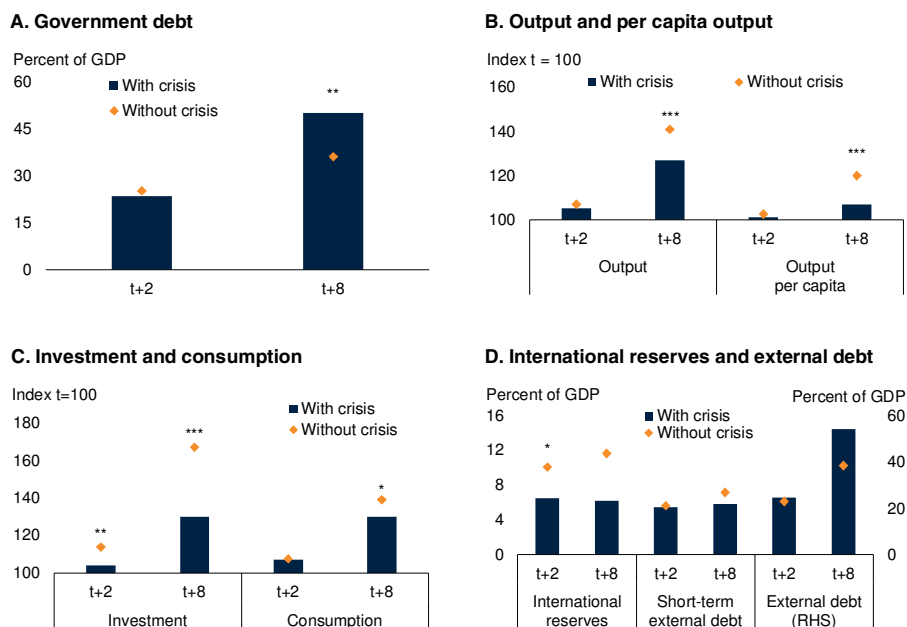 A. Government debt
Percent of GDP
60
45
30
15
0
With crisis
Without crisis
**
t+2 t+8
B. Output and per capita output
Index t = 100
160
140
120
100
With crisis Without crisis
***
***
t+2 t+8 t+2 t+8
Output Output
per capita
C. Investment and consumption
Index t=100
180
160
140
120
100
With crisis
Without crisis
**
***
*
t+2 t+8 t+2 t+8
Investment Consumption
D. International reserves and external debt
Percent of GDP Percent of GDP
16 60
12
8
4
0
40
20
0
With crisis
Without crisis
*
t+2 t+8 t+2 t+8 t+2 t+8
International Short-term External debt
reserves external debt (RHS)